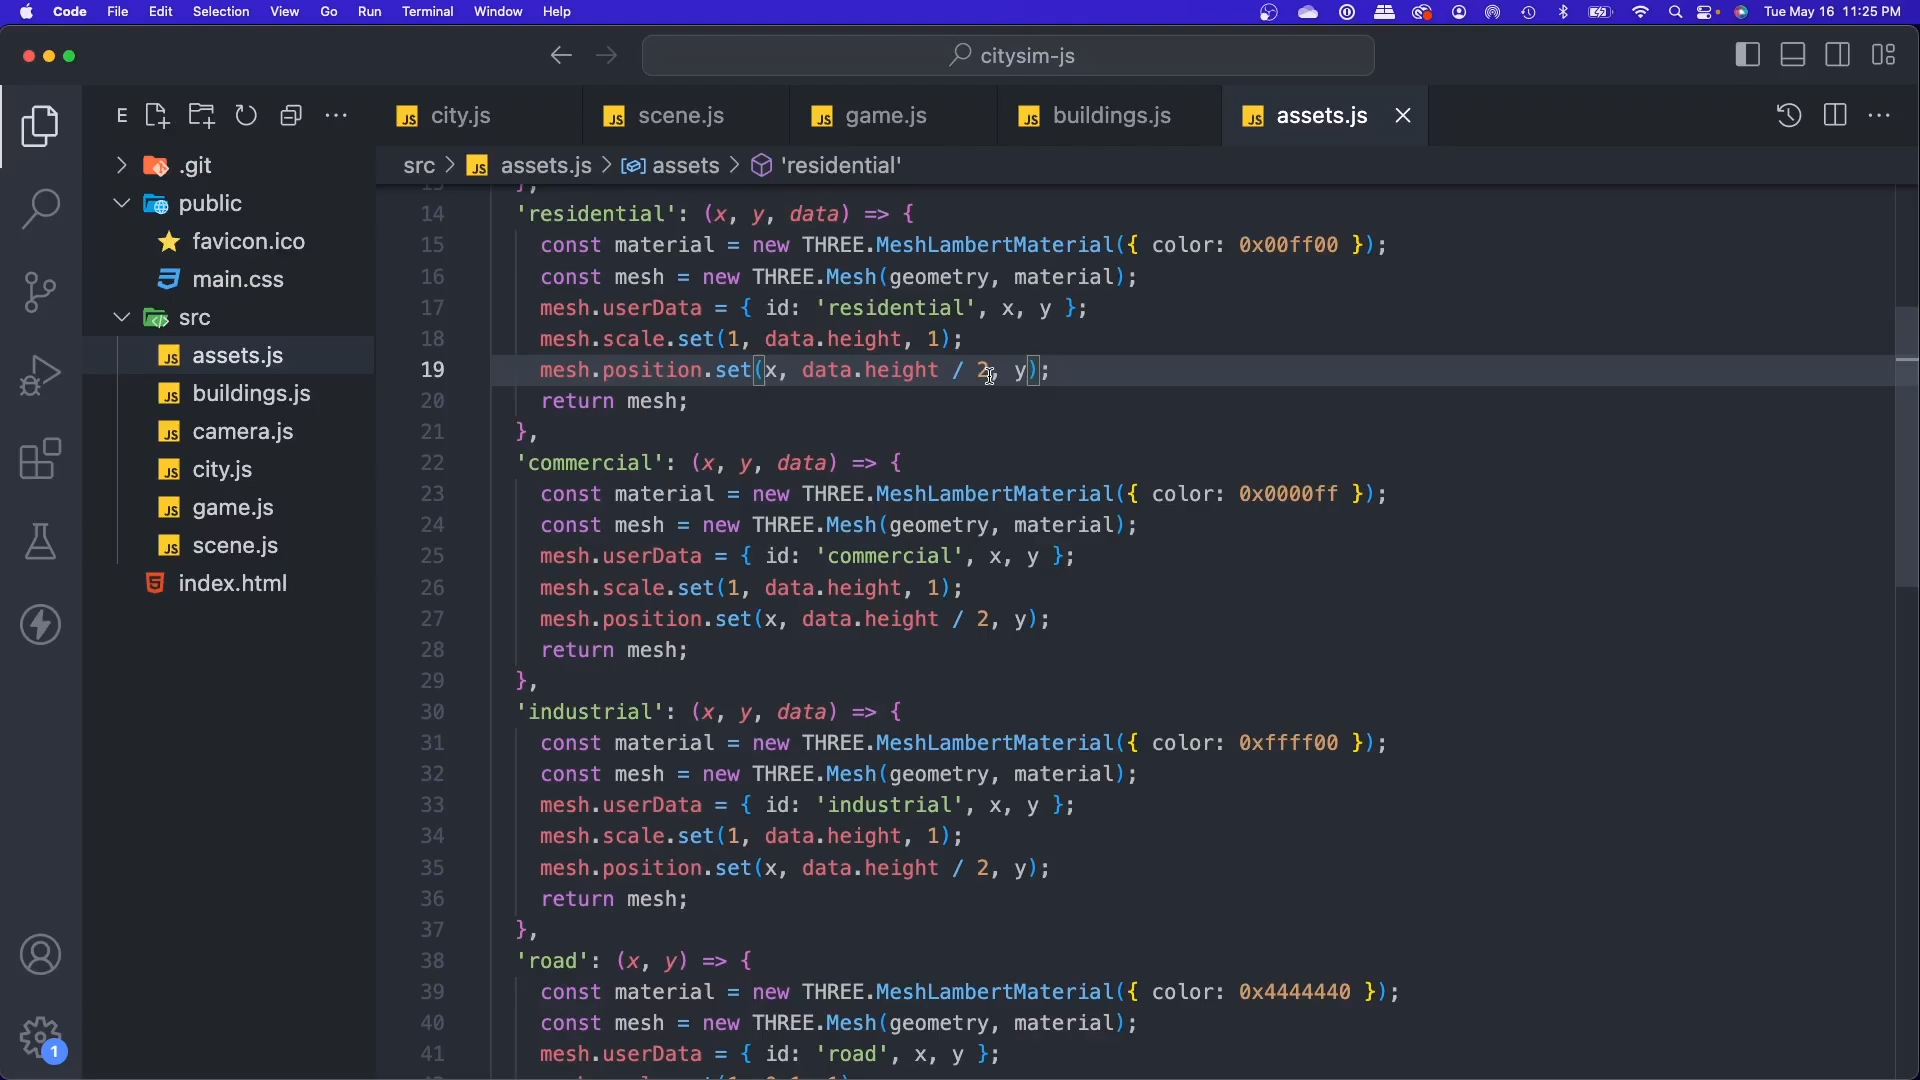 Code File Edit Selection View Go Run Terminal Window Help Tue May 16 11:25 PM
citysim-js
E city.js scene.js game.js buildings.js assets.js
src > assets.js > assets > 'residential'
.git
public
favicon.ico
main.css
src
assets.js
buildings.js
camera.js
city.js
game.js
scene.js
index.html
1
14 'residential': (x, y, data) => {
15 const material = new THREE.MeshLambertMaterial({ color: 0x00ff00 });
16 const mesh = new THREE.Mesh(geometry, material);
17 mesh.userData = { id: 'residential', x, y };
18 mesh.scale.set(1, data.height, 1);
19 mesh.position.set(x, data.height / 2, y);
20 return mesh;
21 },
22 'commercial': (x, y, data) => {
23 const material = new THREE.MeshLambertMaterial({ color: 0x0000ff });
24 const mesh = new THREE.Mesh(geometry, material);
25 mesh.userData = { id: 'commercial', x, y };
26 mesh.scale.set(1, data.height, 1);
27 mesh.position.set(x, data.height / 2, y);
28 return mesh;
29 },
30 'industrial': (x, y, data) => {
31 const material = new THREE.MeshLambertMaterial({ color: 0xffff00 });
32 const mesh = new THREE.Mesh(geometry, material);
33 mesh.userData = { id: 'industrial', x, y };
34 mesh.scale.set(1, data.height, 1);
35 mesh.position.set(x, data.height / 2, y);
36 return mesh;
37 },
38 'road': (x, y) => {
39 const material = new THREE.MeshLambertMaterial({ color: 0x4444440 });
40 const mesh = new THREE.Mesh(geometry, material);
41 mesh.userData = { id: 'road', x, y };